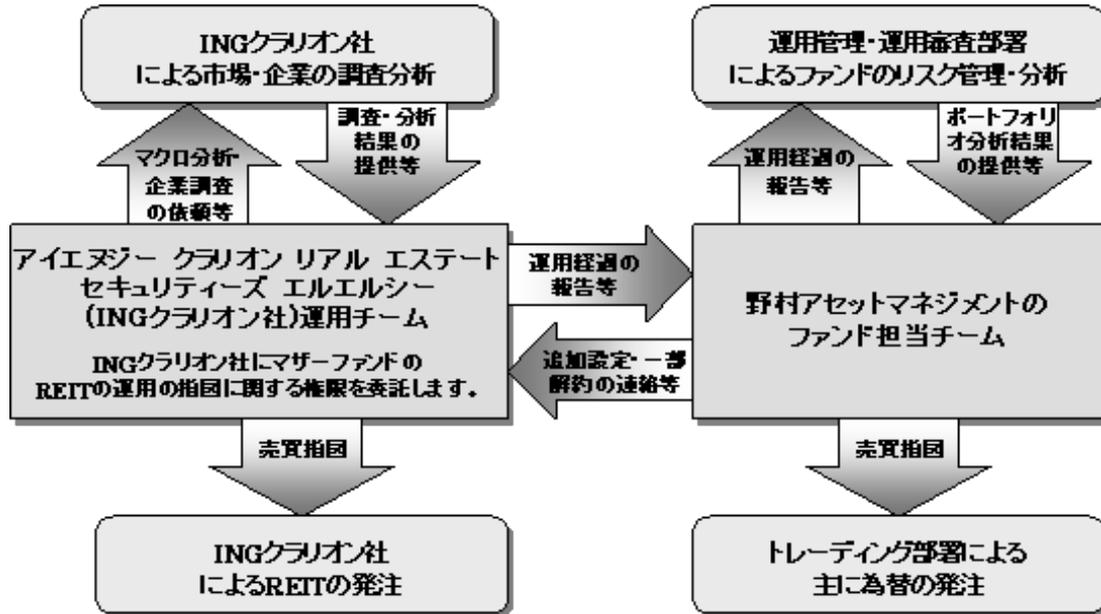 INGクラリオン社
による市場・企業の調査分析
運用管理・運用審査部署
によるファンドのリスク管理・分析
マクロ分析・
企業調査
の依頼等
調査・分析
結果の
提供等
運用経過の
報告等
ポートフォリ
オ分析結果
の提供等
アイエヌジー クラリオン リアル エステート
セキュリティーズ エルエルシー
(INGクラリオン社)運用チーム
INGクラリオン社にマザーファンドの
REITの運用の指図に関する権限を委託します。
運用経過の
報告等
追加設定・一部
解約の連絡等
野村アセットマネジメントの
ファンド担当チーム
売買指図
売買指図
INGクラリオン社
によるREITの発注
トレーディング部署による
主に為替の発注